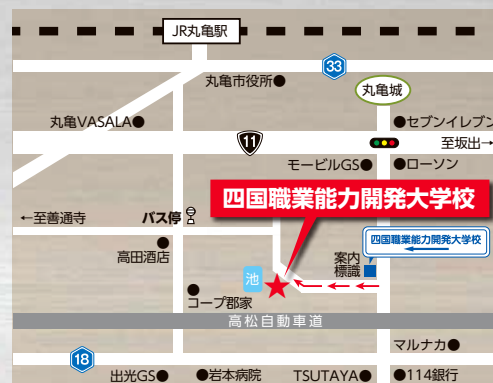 JR丸亀駅
33
丸亀市役所●
丸亀城
丸亀VASALA●
●セブンイレブン
11
至坂出→
モービルGS●
●ローソン
四国職業能力開発大学校
←至善通寺
バス停
四国職業能力開発大学校
高田酒店
案内
標識
池
コープ郡家
高松自動車道
マルナカ●
18
出光GS●
●岩本病院
TSUTAYA●
●114銀行